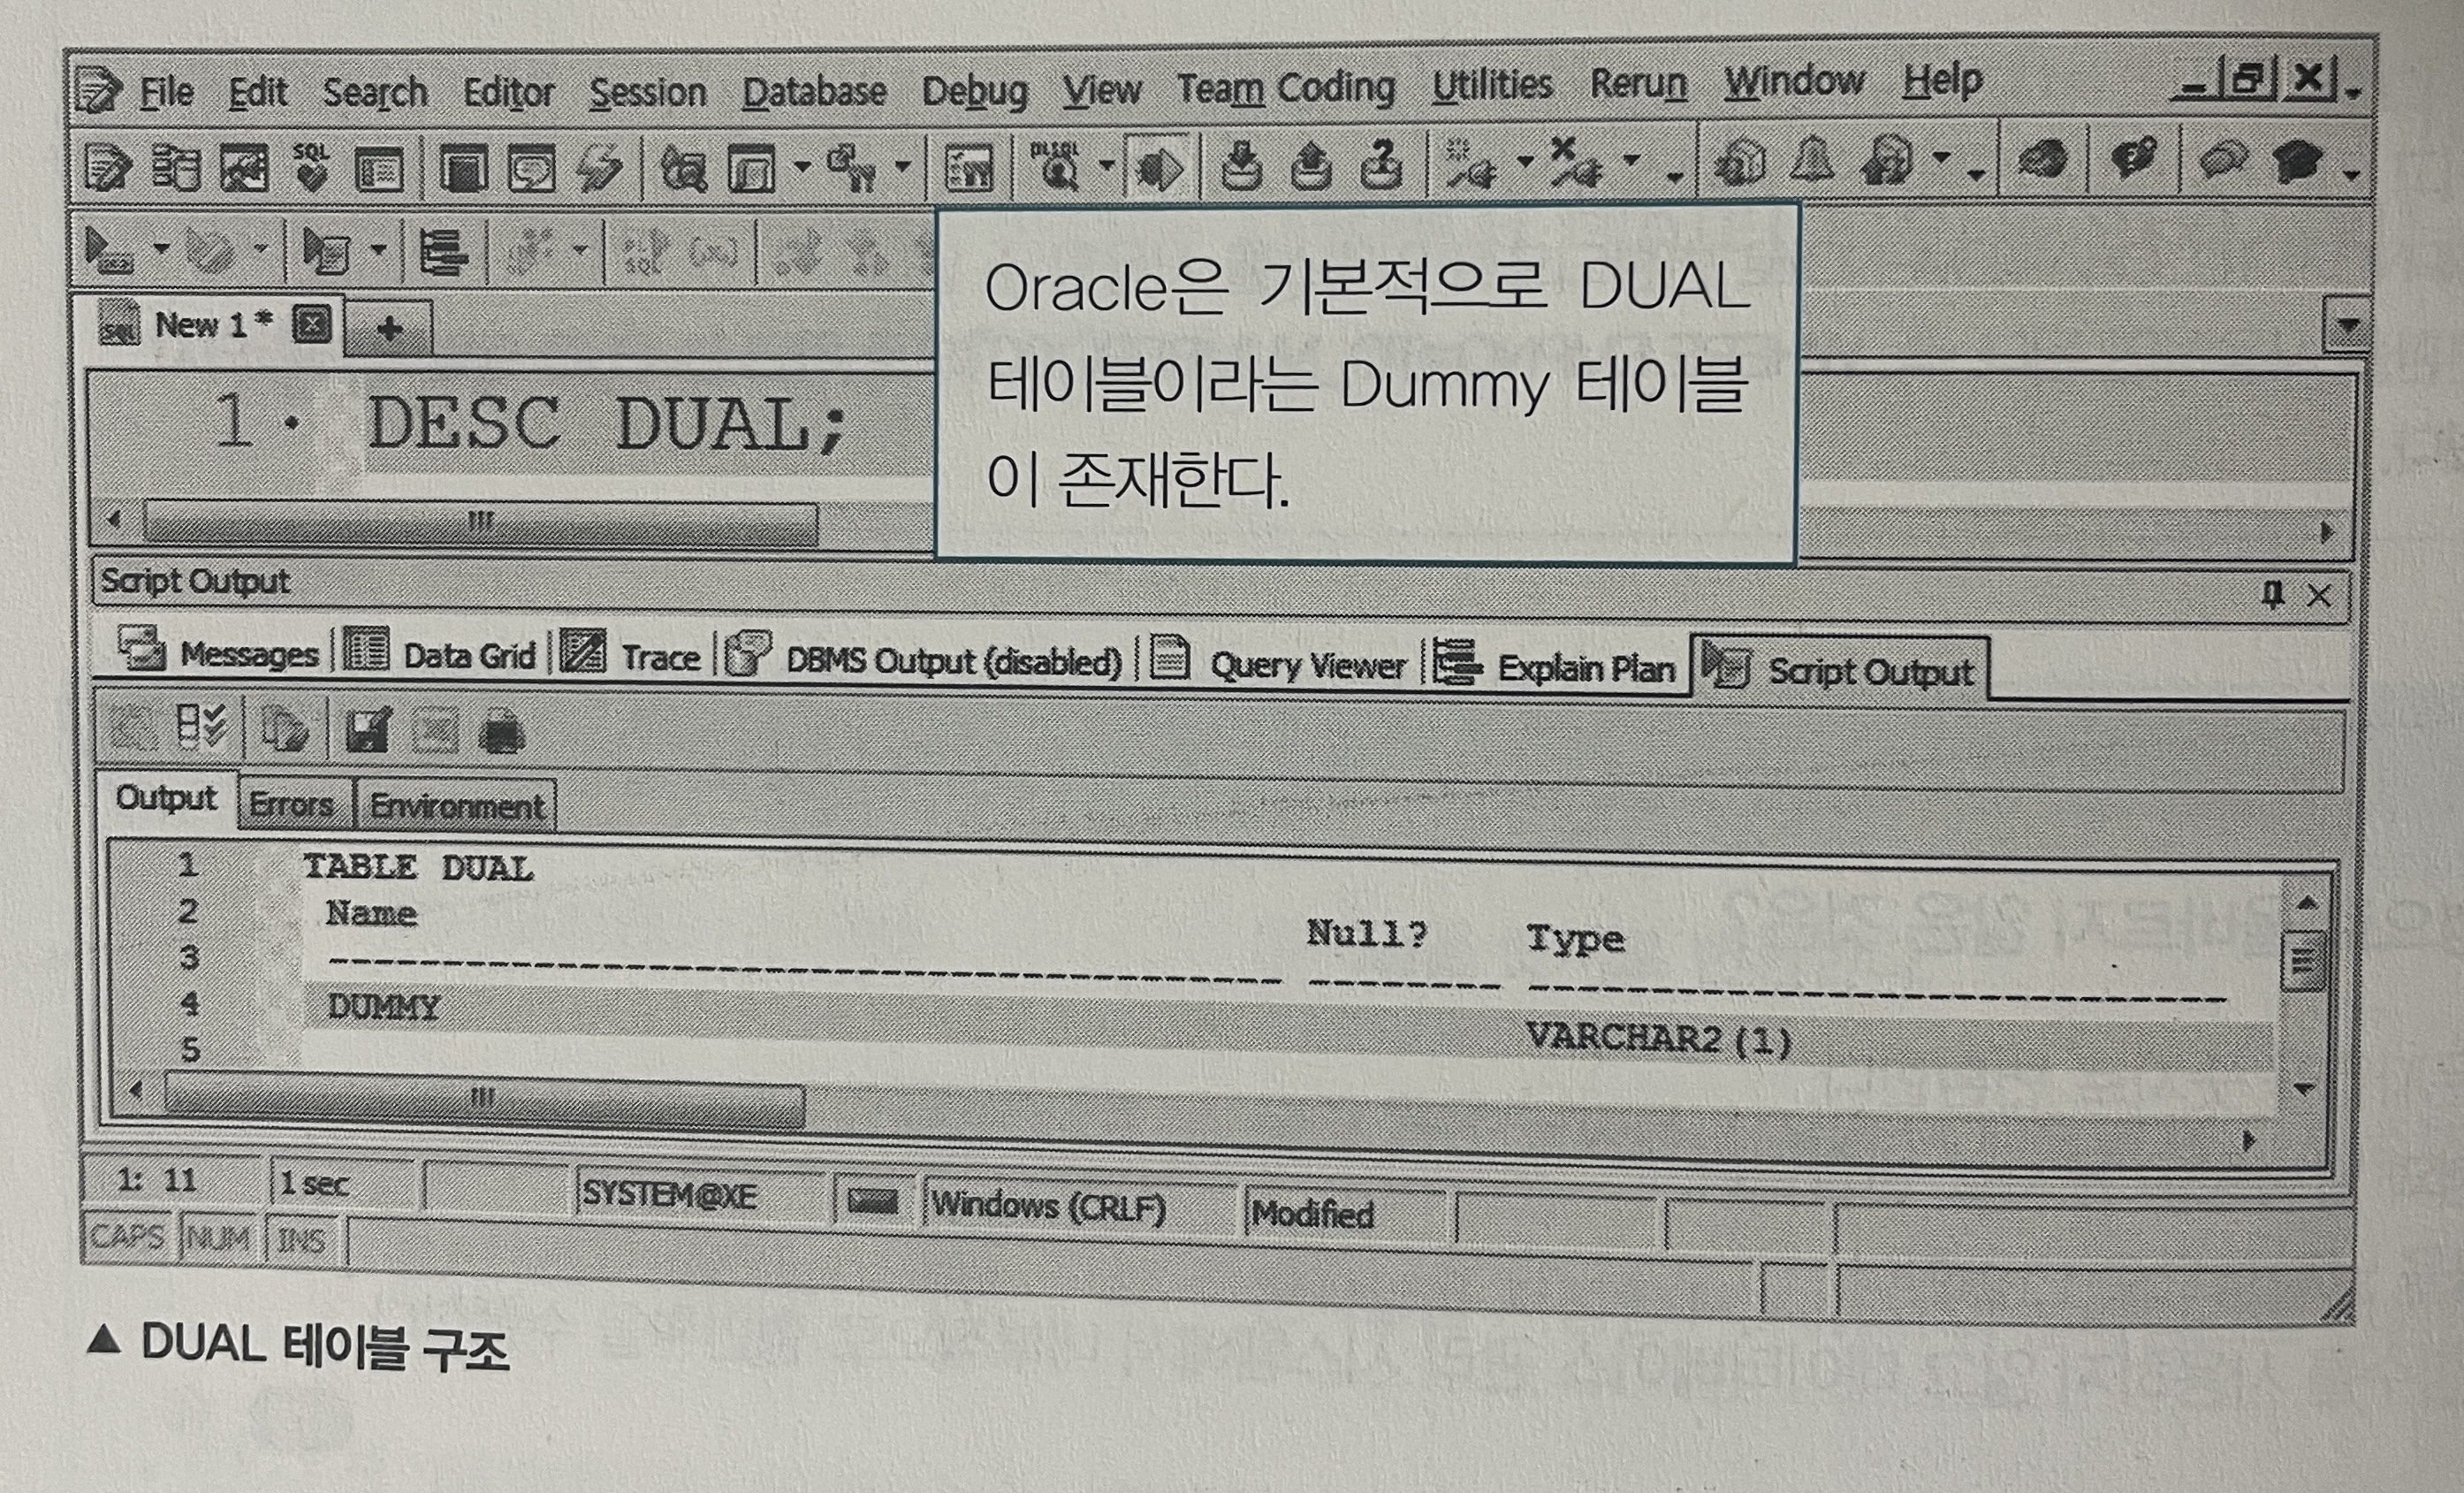 File Edit Search Editor Session Database Debug View Team Coding Utilities Rerun Window Help
SQL
New 1 *
1 · DESC DUAL;
Oracle은 기본적으로 DUAL
테이블이라는 Dummy 테이블
이 존재한다.
Script Output
Messages Data Grid Trace DBMS Output (disabled) Query Viewer Explain Plan Script Output
Output Errors Environment
1 TABLE DUAL
2 Name Null? Type
3 ---------------------------------------- -------- -----------------------------
4 DUMMY VARCHAR2(1)
5
1: 11 1 sec SYSTEM@XE Windows (CRLF) Modified
CAPS NUM INS
▲ DUAL 테이블 구조